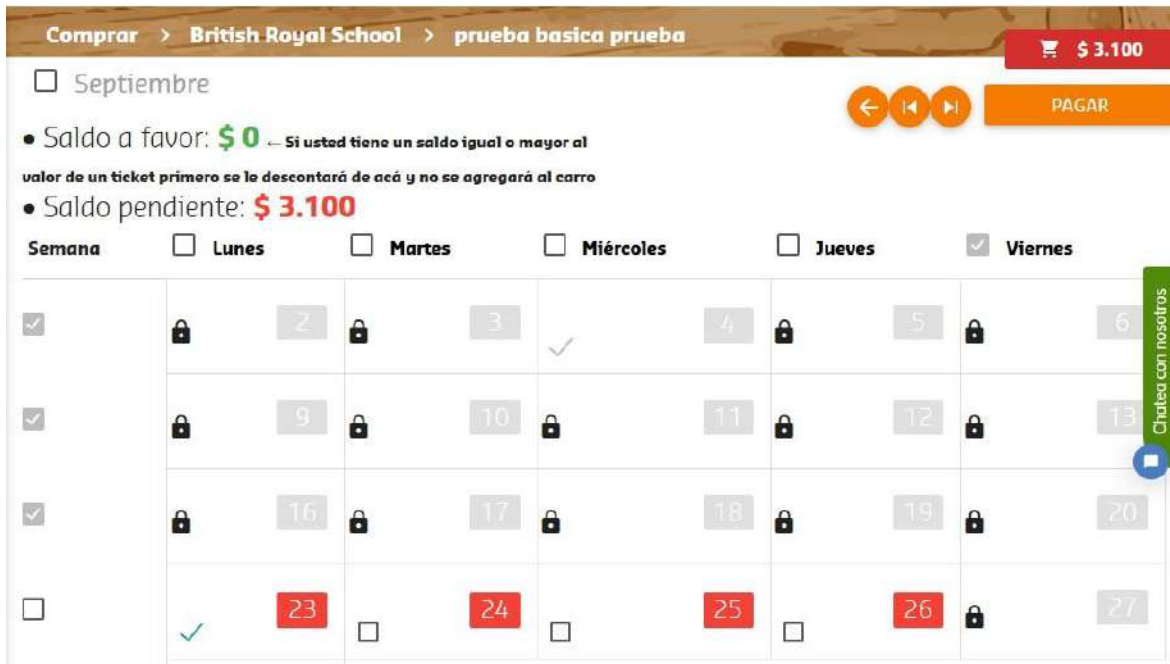 Comprar > British Royal School > prueba basica prueba
$ 3.100
Septiembre
PAGAR
• Saldo a favor: $ 0 ← Si usted tiene un saldo igual o mayor al
valor de un ticket primero se le descontará de acá y no se agregará al carro
• Saldo pendiente: $ 3.100
Semana Lunes Martes Miércoles Jueves Viernes
2 3 4 5 6
9 10 11 12 13
16 17 18 19 20
23 24 25 26 27
Chatea con nosotros